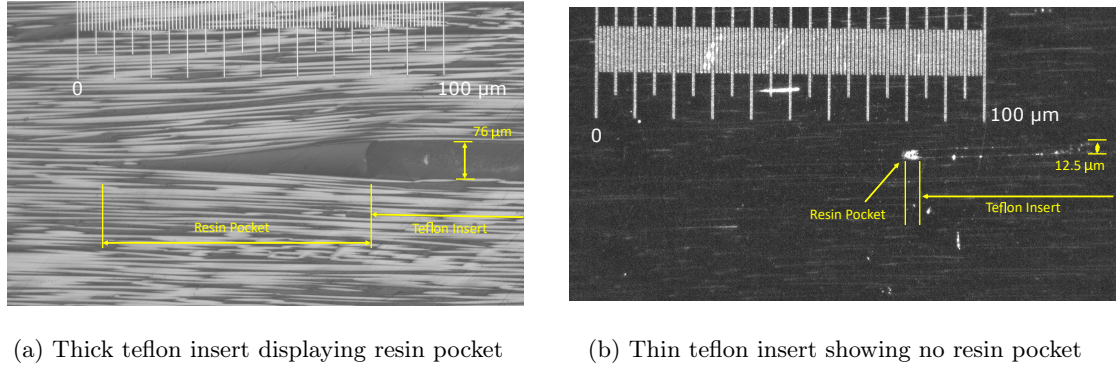 0
100 µm
76 µm
Resin Pocket
Teflon Insert
(a) Thick teflon insert displaying resin pocket
0
100 µm
12.5 µm
Resin Pocket
Teflon Insert
(b) Thin teflon insert showing no resin pocket